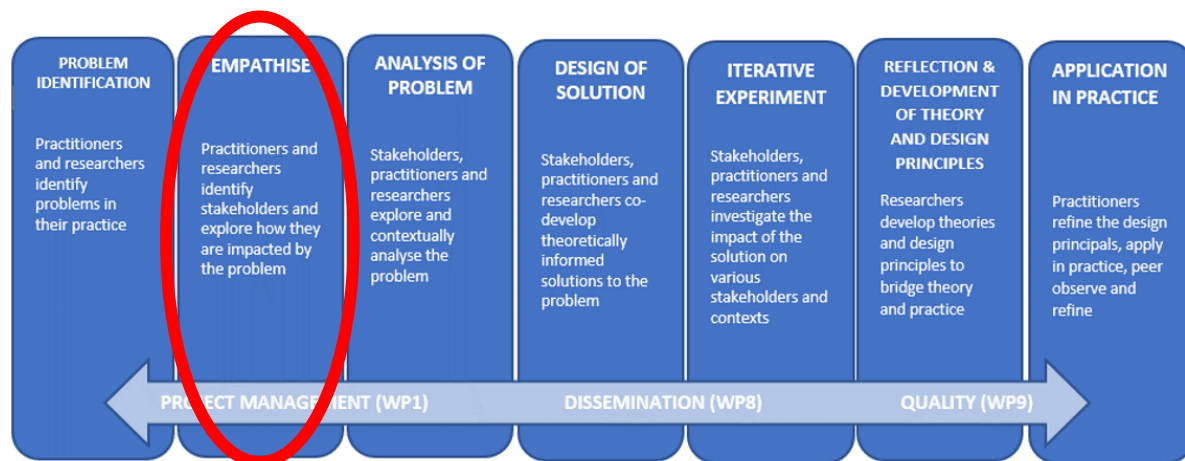 PROBLEM
IDENTIFICATION
Practitioners
and researchers
identify
problems in
their practice
EMPATHISE
Practitioners and
researchers
identify
stakeholders and
explore how they
are impacted by
the problem
ANALYSIS OF
PROBLEM
Stakeholders,
practitioners and
researchers
explore and
contextually
analyse the
problem
DESIGN OF
SOLUTION
Stakeholders,
practitioners and
researchers co-
develop
theoretically
informed
solutions to the
problem
ITERATIVE
EXPERIMENT
Stakeholders,
practitioners and
researchers
investigate the
impact of the
solution on
various
stakeholders and
contexts
REFLECTION &
DEVELOPMENT
OF THEORY
AND DESIGN
PRINCIPLES
Researchers
develop theories
and design
principles to
bridge theory
and practice
APPLICATION
IN PRACTICE
Practitioners
refine the design
principals, apply
in practice, peer
observe and
refine
PROJECT MANAGEMENT (WP1)
DISSEMINATION (WP8)
QUALITY (WP9)